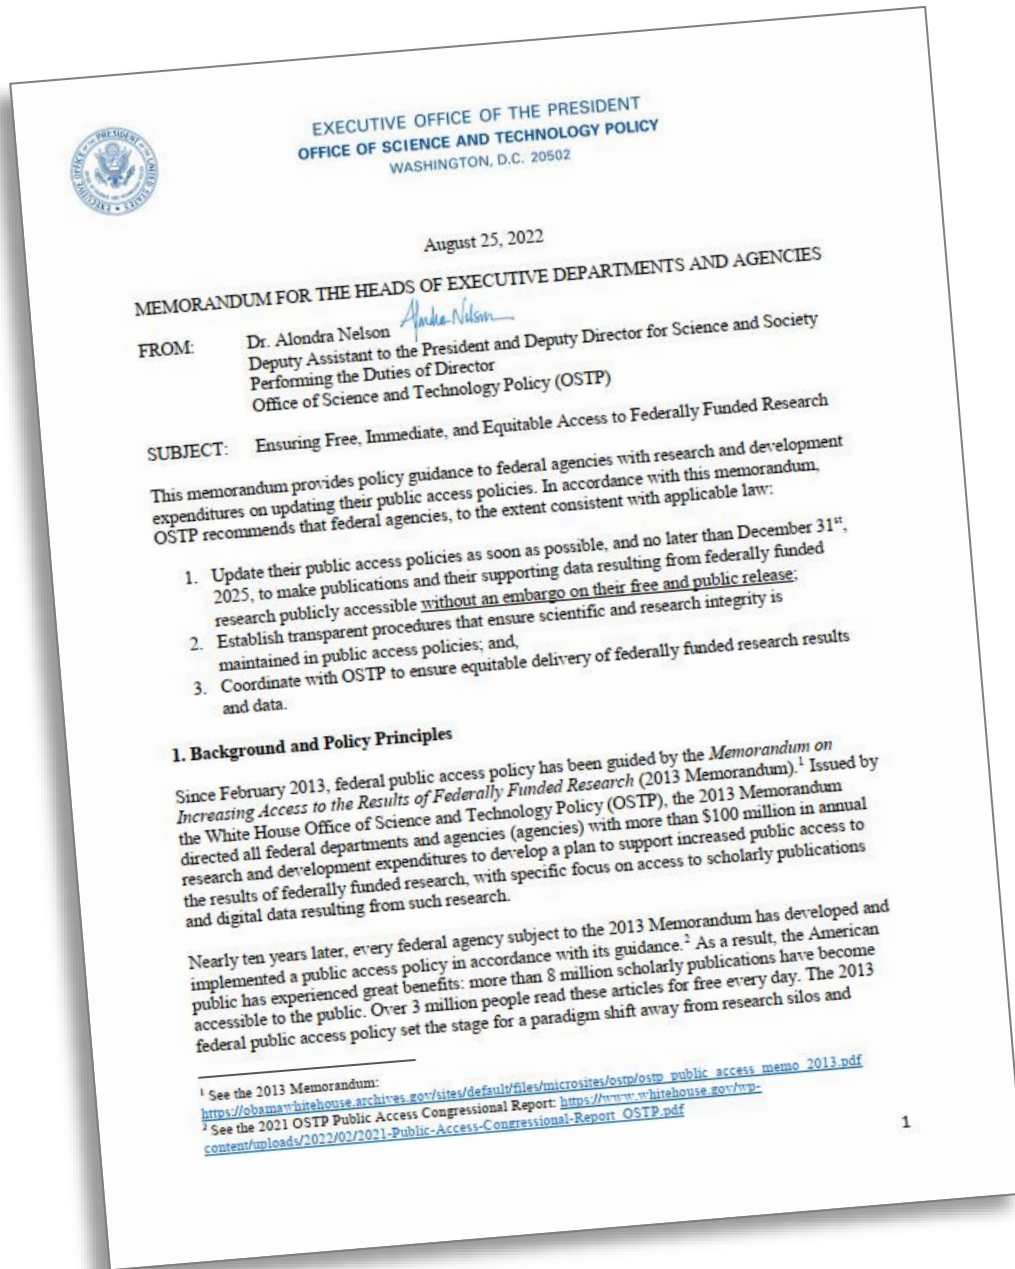 EXECUTIVE OFFICE OF THE PRESIDENT
OFFICE OF SCIENCE AND TECHNOLOGY POLICY
WASHINGTON, D.C. 20502
EXECUTIVE OFFICE OF THE PRESIDENT OF THE UNITED STATES
August 25, 2022
MEMORANDUM FOR THE HEADS OF EXECUTIVE DEPARTMENTS AND AGENCIES
FROM: Dr. Alondra Nelson Alondra Nelson
Deputy Assistant to the President and Deputy Director for Science and Society
Performing the Duties of Director
Office of Science and Technology Policy (OSTP)
SUBJECT: Ensuring Free, Immediate, and Equitable Access to Federally Funded Research
This memorandum provides policy guidance to federal agencies with research and development
expenditures on updating their public access policies. In accordance with this memorandum,
OSTP recommends that federal agencies, to the extent consistent with applicable law:
1. Update their public access policies as soon as possible, and no later than December 31st,
2025, to make publications and their supporting data resulting from federally funded
research publicly accessible without an embargo on their free and public release;
2. Establish transparent procedures that ensure scientific and research integrity is
maintained in public access policies; and,
3. Coordinate with OSTP to ensure equitable delivery of federally funded research results
and data.
1. Background and Policy Principles
Since February 2013, federal public access policy has been guided by the Memorandum on
Increasing Access to the Results of Federally Funded Research (2013 Memorandum).1 Issued by
the White House Office of Science and Technology Policy (OSTP), the 2013 Memorandum
directed all federal departments and agencies (agencies) with more than $100 million in annual
research and development expenditures to develop a plan to support increased public access to
the results of federally funded research, with specific focus on access to scholarly publications
and digital data resulting from such research.
Nearly ten years later, every federal agency subject to the 2013 Memorandum has developed and
implemented a public access policy in accordance with its guidance.2 As a result, the American
public has experienced great benefits: more than 8 million scholarly publications have become
accessible to the public. Over 3 million people read these articles for free every day. The 2013
federal public access policy set the stage for a paradigm shift away from research silos and
1 See the 2013 Memorandum:
https://obamawhitehouse.archives.gov/sites/default/files/microsites/ostp/ostp_public_access_memo_2013.pdf
2 See the 2021 OSTP Public Access Congressional Report: https://www.whitehouse.gov/wp-
content/uploads/2022/02/2021-Public-Access-Congressional-Report_OSTP.pdf
1